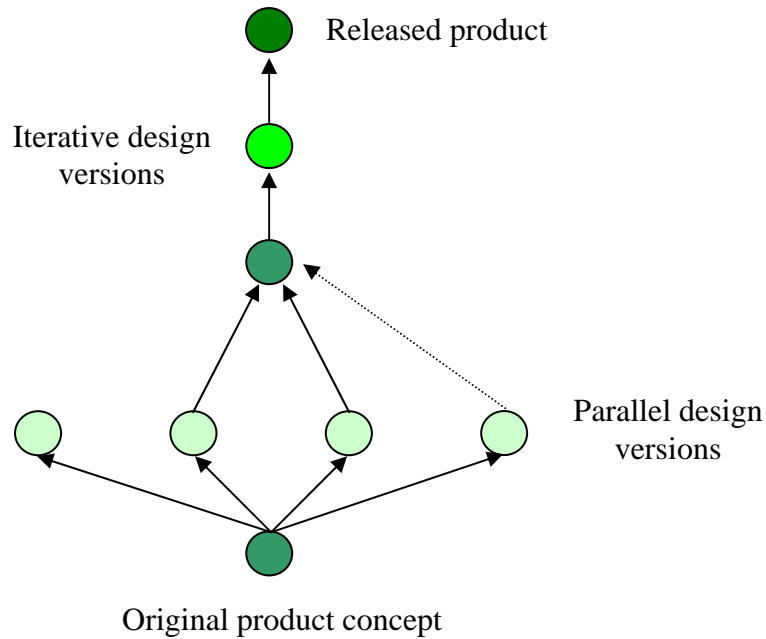 Released product
Iterative design
versions
Parallel design
versions
Original product concept